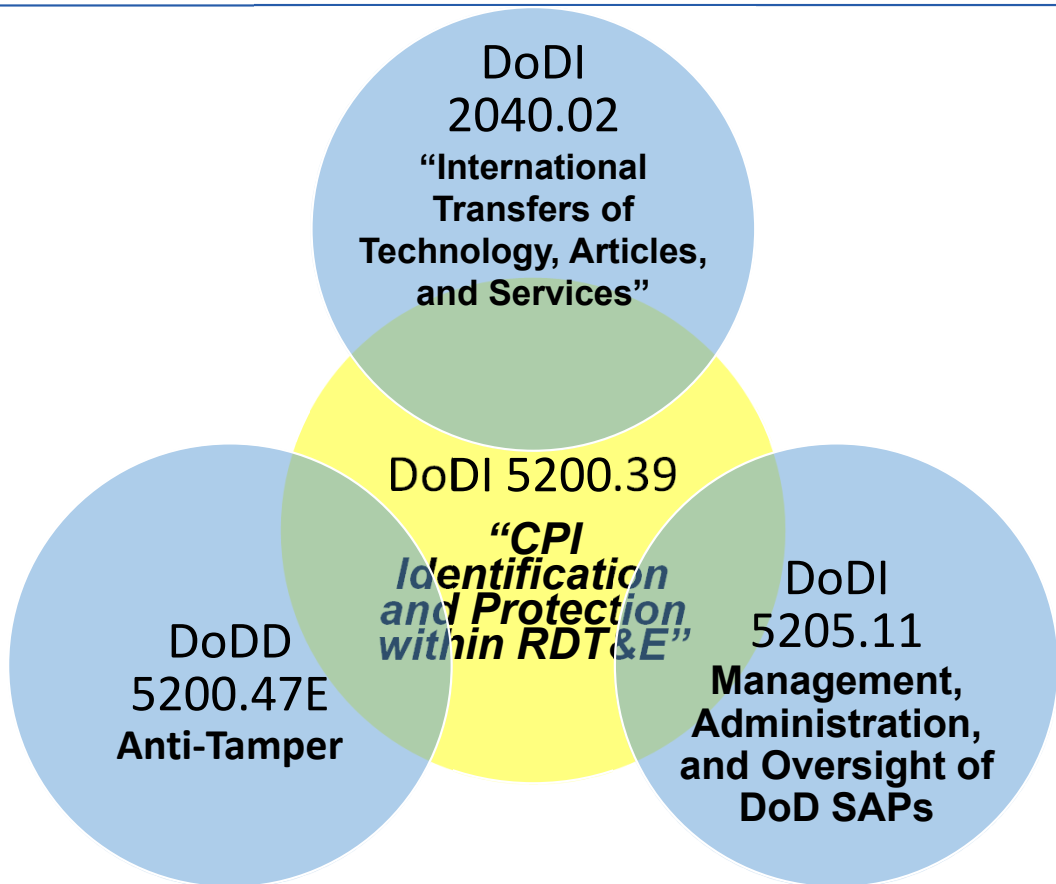 DoDI
2040.02
“International
Transfers of
Technology, Articles,
and Services”
DoDI 5200.39
“CPI
Identification
and Protection
within RDT&E”
DoDD
5200.47E
Anti-Tamper
DoDI
5205.11
Management,
Administration,
and Oversight of
DoD SAPs